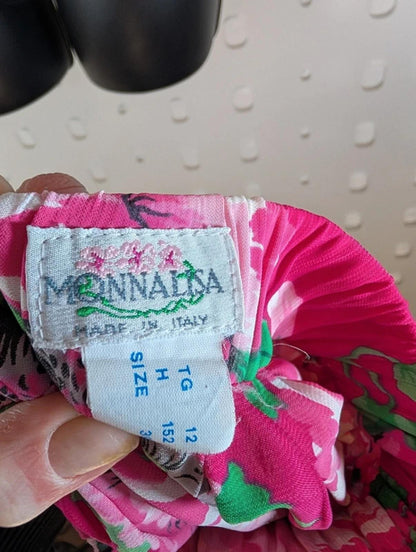 MONNALISA
MADE IN ITALY
TG 12
H 152
SIZE